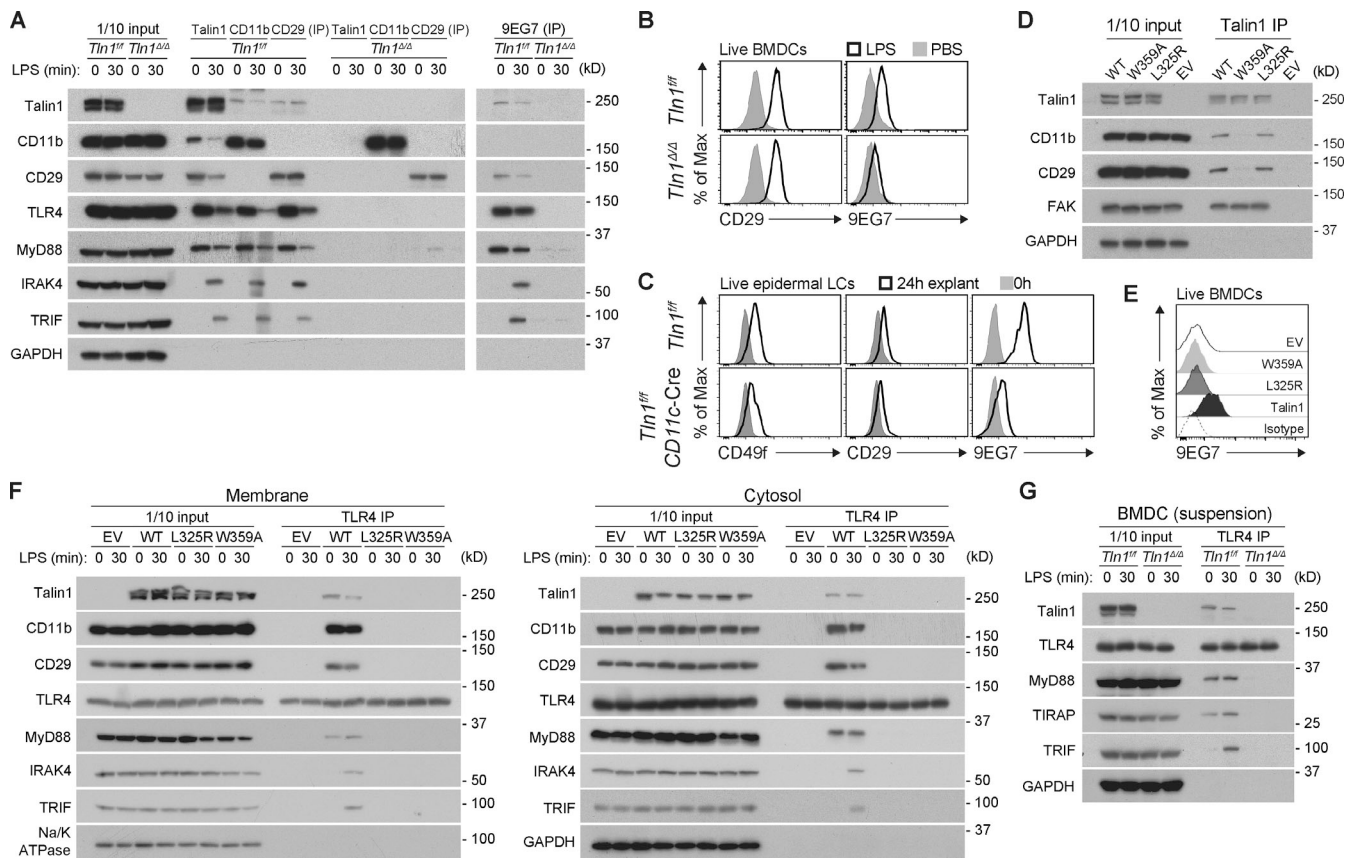 A
1/10 input
Talin1 CD11b CD29 (IP)
Talin1 CD11b CD29 (IP)
9EG7 (IP)
Tln1f/f Tln1Δ/Δ
Tln1f/f
Tln1Δ/Δ
Tln1f/f Tln1Δ/Δ
LPS (min): 0 30 0 30 0 30 0 30 0 30 0 30 0 30 0 30 0 30 0 30 (kD)
Talin1
- 250
CD11b
- 150
CD29
- 150
TLR4
- 150
- 37
MyD88
IRAK4
- 50
TRIF
- 100
- 37
GAPDH
B
Live BMDCs
LPS
PBS
Tln1f/f
Tln1Δ/Δ
% of Max
CD29
9EG7
C
Live epidermal LCs
24h explant
0h
Tln1f/f
Tln1f/f
CD11c-Cre
% of Max
CD49f
CD29
9EG7
D
1/10 input
Talin1 IP
WT W359A L325R EV WT W359A L325R EV (kD)
Talin1
- 250
CD11b
- 150
CD29
- 150
FAK
- 150
- 37
GAPDH
E
Live BMDCs
EV
W359A
L325R
Talin1
Isotype
% of Max
9EG7
F
Membrane
1/10 input
TLR4 IP
EV WT L325R W359A EV WT L325R W359A
LPS (min): 0 30 0 30 0 30 0 30 0 30 0 30 0 30 0 30 (kD)
Talin1
- 250
CD11b
- 150
CD29
- 150
TLR4
- 150
MyD88
- 37
IRAK4
- 50
TRIF
- 100
Na/K
ATPase
- 100
Cytosol
1/10 input
TLR4 IP
EV WT L325R W359A EV WT L325R W359A
LPS (min): 0 30 0 30 0 30 0 30 0 30 0 30 0 30 0 30 (kD)
Talin1
- 250
CD11b
- 150
CD29
- 150
TLR4
- 150
MyD88
- 37
IRAK4
- 50
TRIF
- 100
GAPDH
- 37
G
BMDC (suspension)
1/10 input
TLR4 IP
Tln1f/f Tln1Δ/Δ Tln1f/f Tln1Δ/Δ
LPS (min): 0 30 0 30 0 30 0 30 (kD)
Talin1
- 250
TLR4
- 150
- 37
MyD88
TIRAP
- 25
TRIF
- 100
- 37
GAPDH